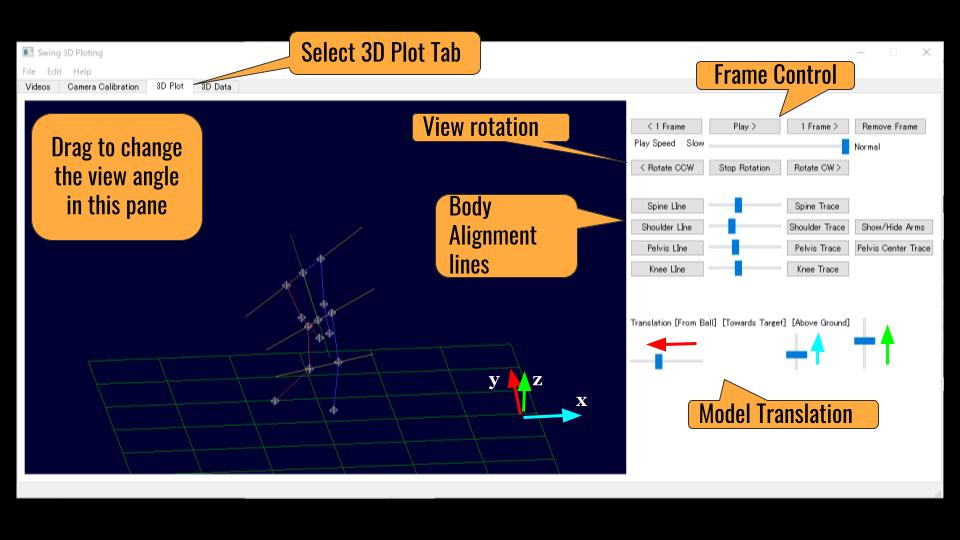 Swing 3D Ploting
File Edit Help
Videos Camera Calibration 3D Plot 3D Data
Select 3D Plot Tab
Frame Control
Drag to change
the view angle
in this pane
View rotation
Body
Alignment
lines
< 1 Frame Play > 1 Frame > Remove Frame
Play Speed Slow Normal
< Rotate CCW Stop Rotation Rotate CW >
Spine LIne Spine Trace
Shoulder LIne Shoulder Trace Show/Hide Arms
Pelvis LIne Pelvis Trace Pelvis Center Trace
Knee LIne Knee Trace
Translation [From Ball] [Towards Target] [Above Ground]
y z
x
Model Translation